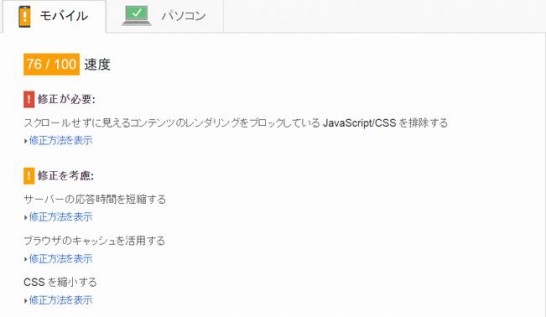 モバイル
パソコン
76 / 100 速度
! 修正が必要:
スクロールせずに見えるコンテンツのレンダリングをブロックしている JavaScript/CSS を排除する
修正方法を表示
! 修正を考慮:
サーバーの応答時間を短縮する
修正方法を表示
ブラウザのキャッシュを活用する
修正方法を表示
CSS を縮小する
修正方法を表示